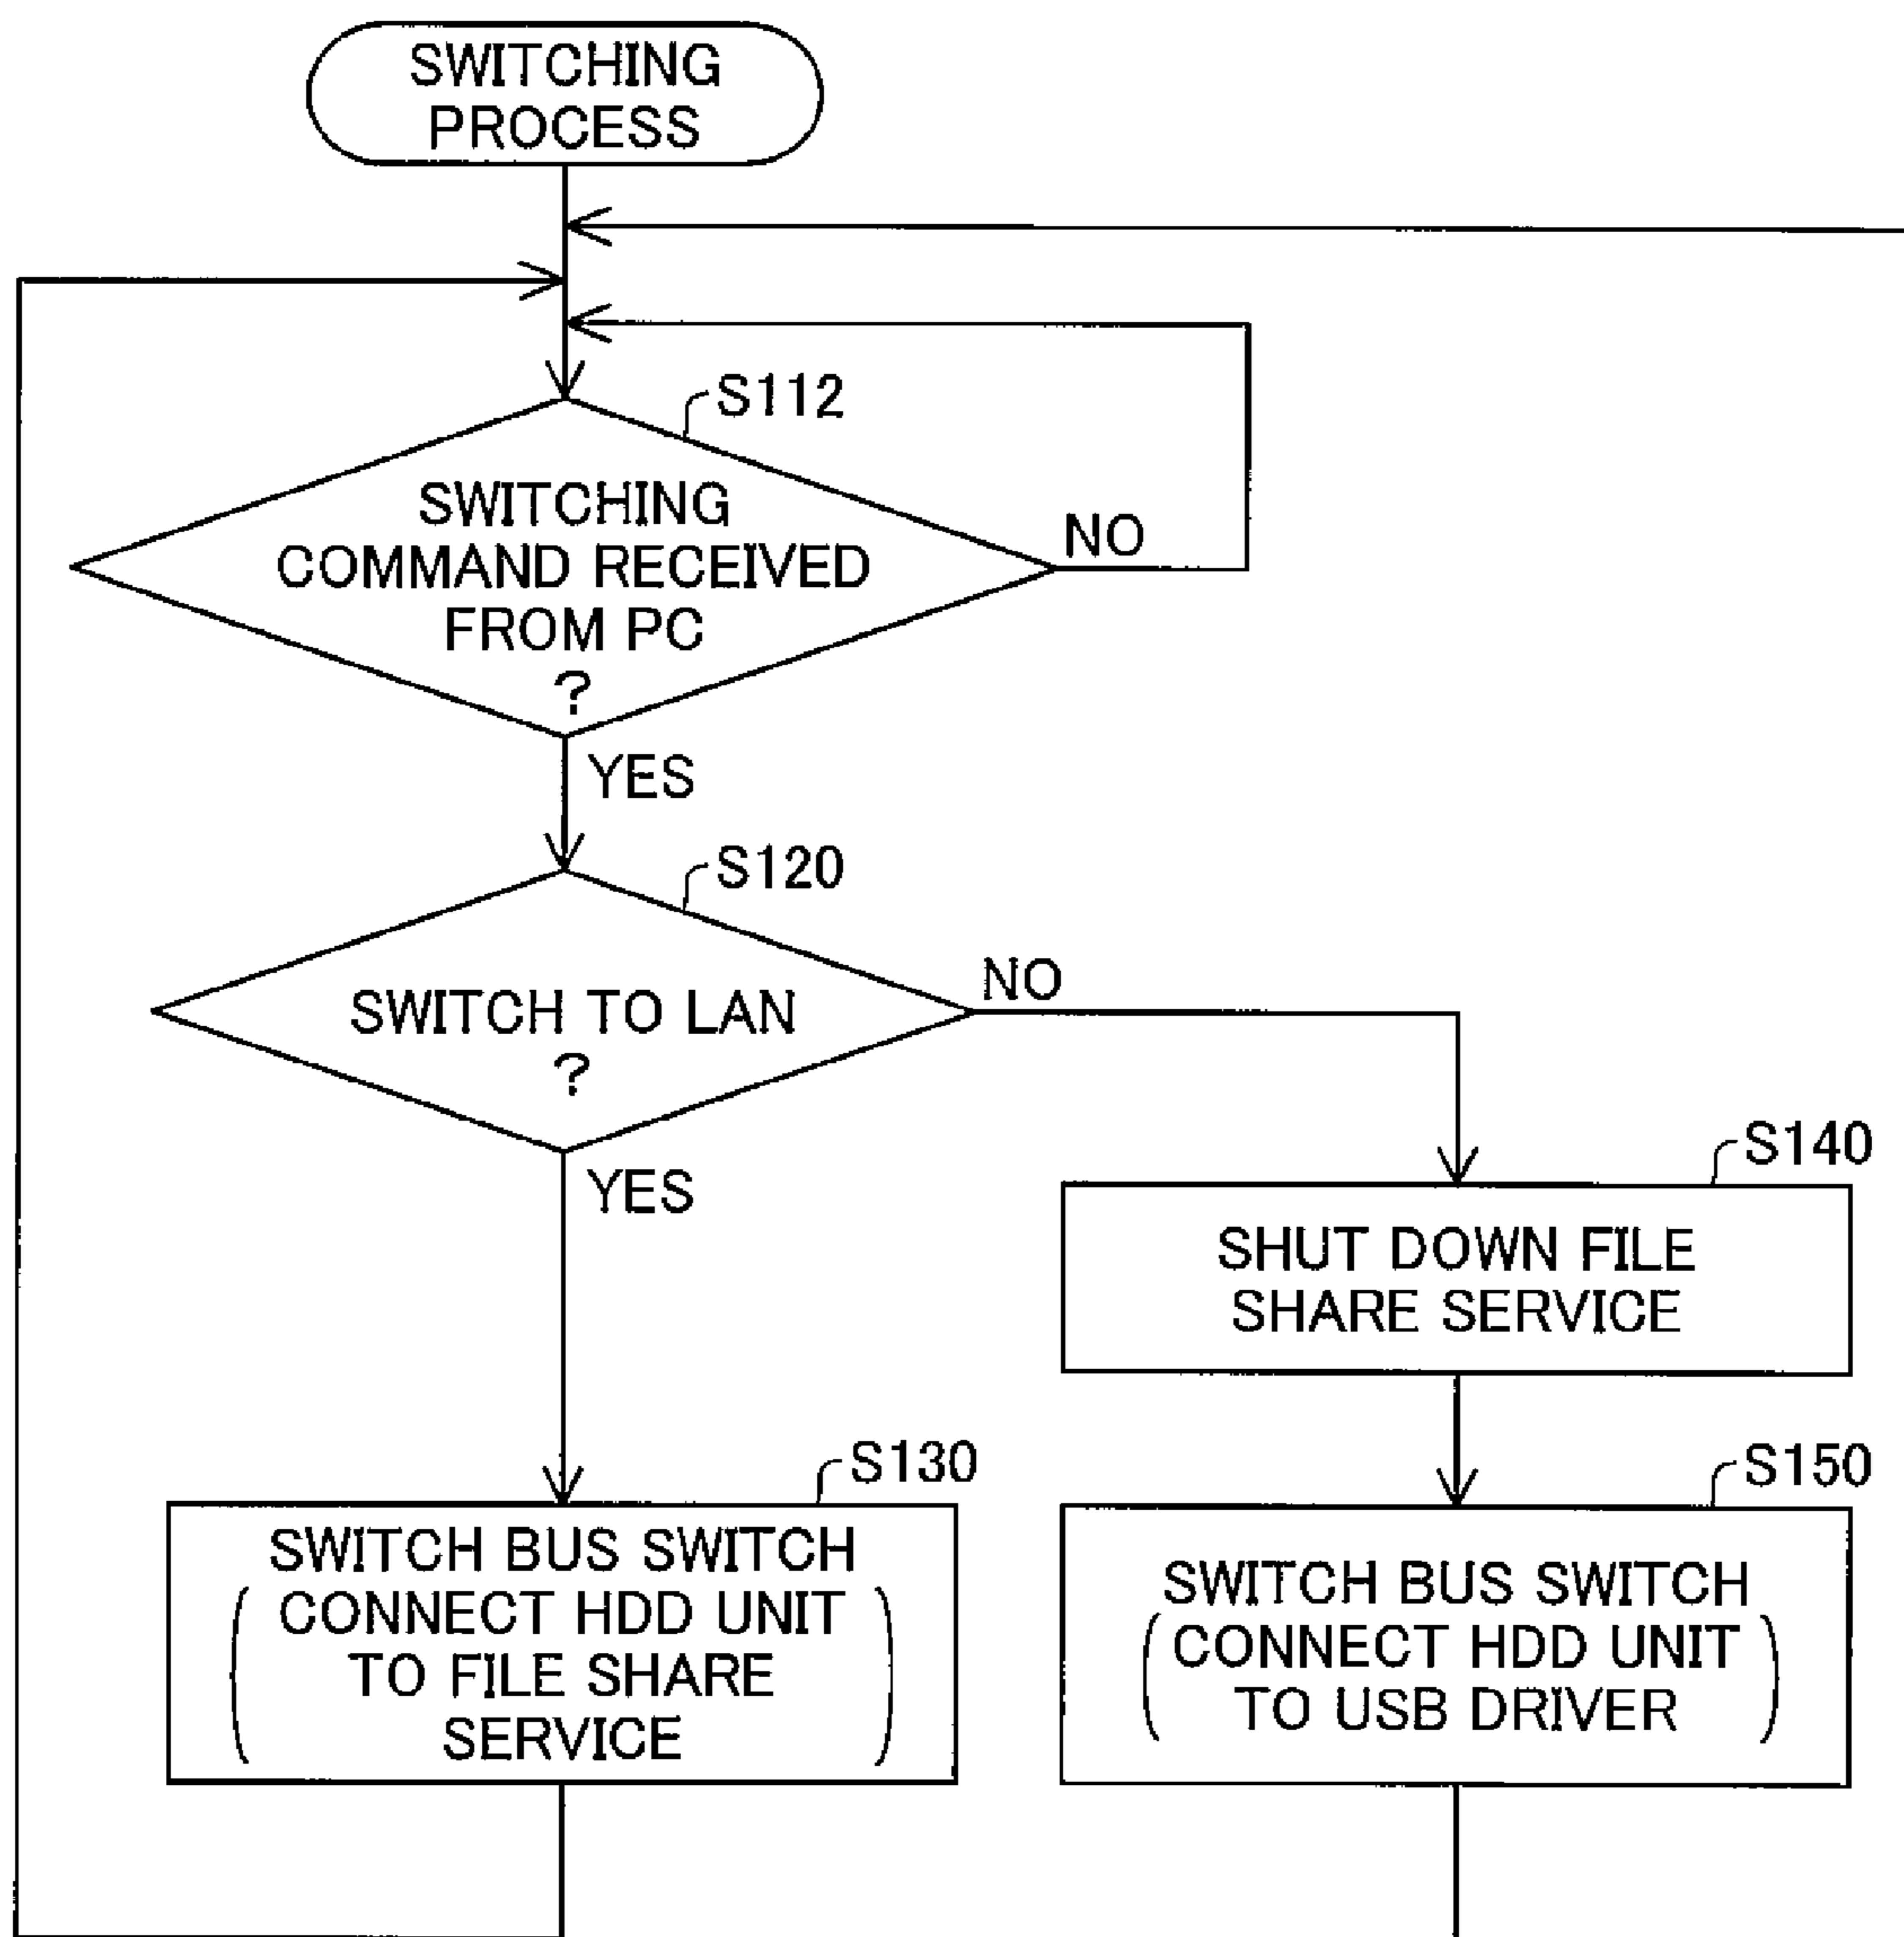 SWITCHING
PROCESS
S112
SWITCHING
COMMAND RECEIVED
FROM PC
?
NO
YES
S120
SWITCH TO LAN
?
NO
YES
S140
SHUT DOWN FILE
SHARE SERVICE
S130
SWITCH BUS SWITCH
( CONNECT HDD UNIT
TO FILE SHARE
SERVICE )
S150
SWITCH BUS SWITCH
( CONNECT HDD UNIT
TO USB DRIVER )